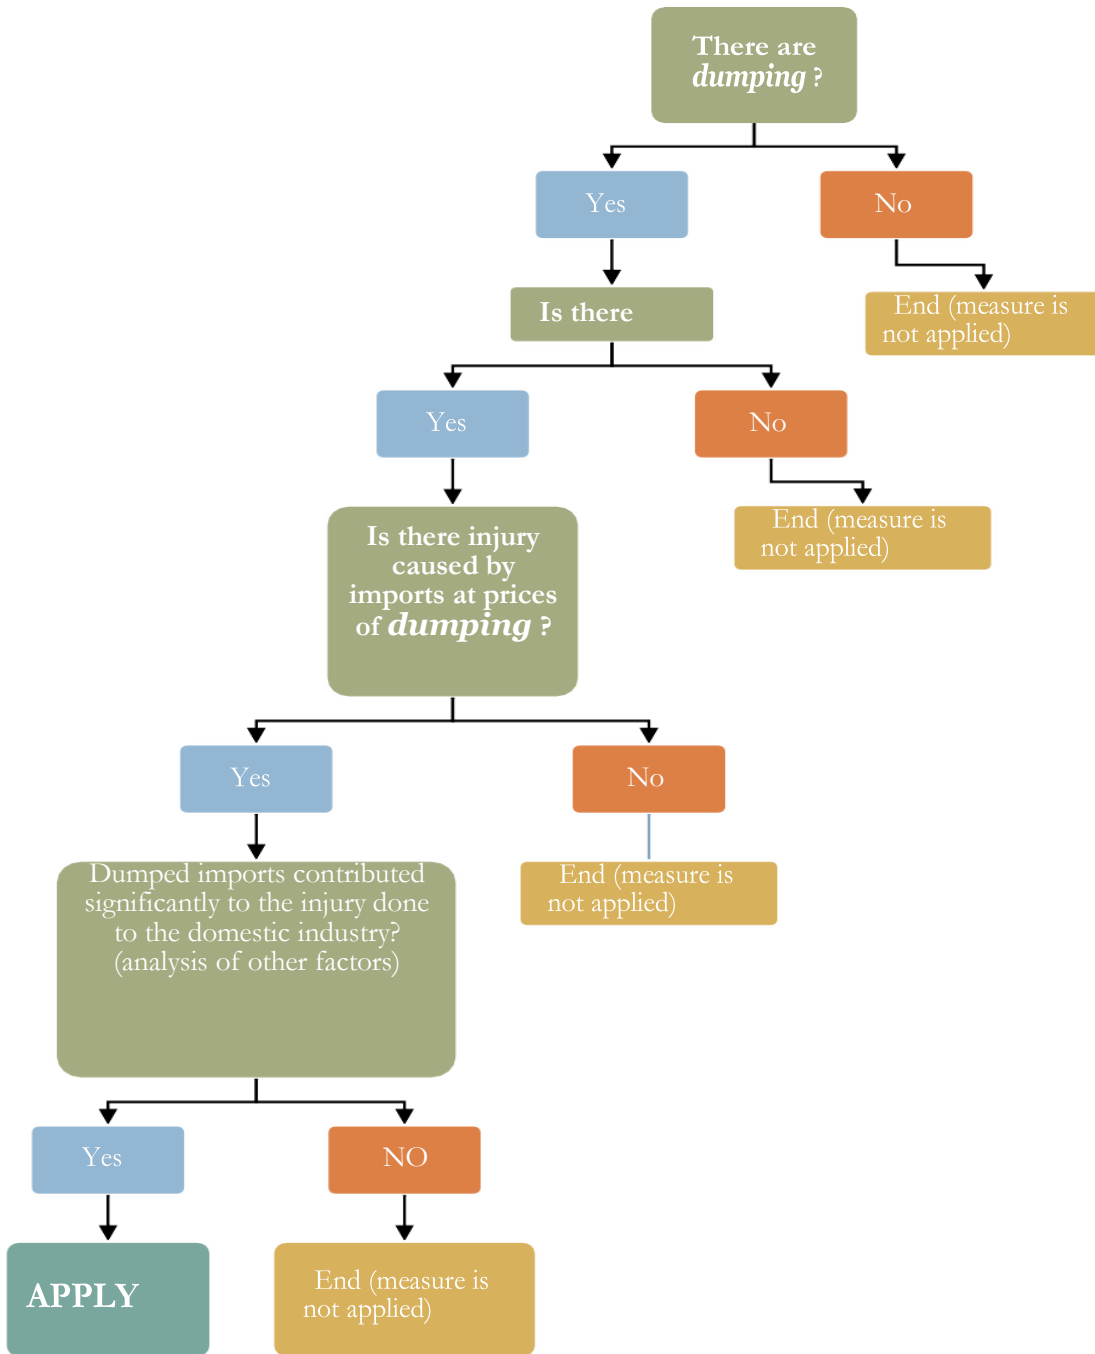 There are
dumping ?
Yes
No
Is there
End (measure is
not applied)
Yes
No
End (measure is
not applied)
Is there injury
caused by
imports at prices
of dumping ?
Yes
No
Dumped imports contributed
significantly to the injury done
to the domestic industry?
(analysis of other factors)
End (measure is
not applied)
Yes
NO
APPLY
End (measure is
not applied)